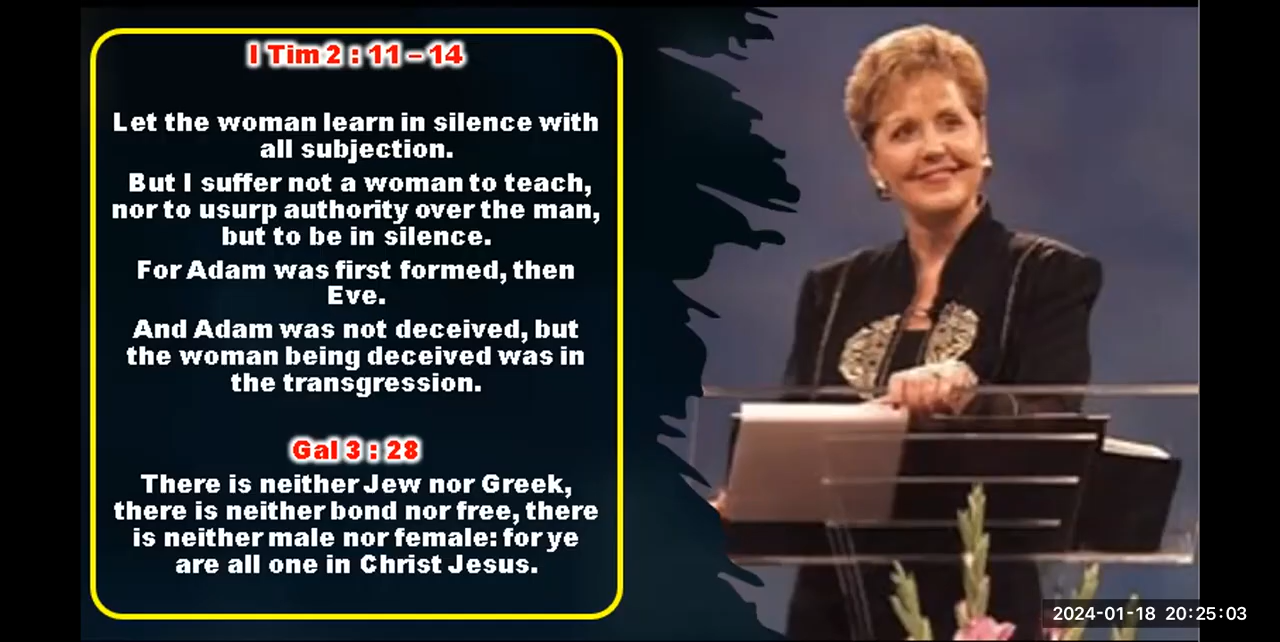 I Tim 2 : 11 – 14
Let the woman learn in silence with
all subjection.
But I suffer not a woman to teach,
nor to usurp authority over the man,
but to be in silence.
For Adam was first formed, then
Eve.
And Adam was not deceived, but
the woman being deceived was in
the transgression.
Gal 3 : 28
There is neither Jew nor Greek,
there is neither bond nor free, there
is neither male nor female: for ye
are all one in Christ Jesus.
2024-01-18 20:25:03